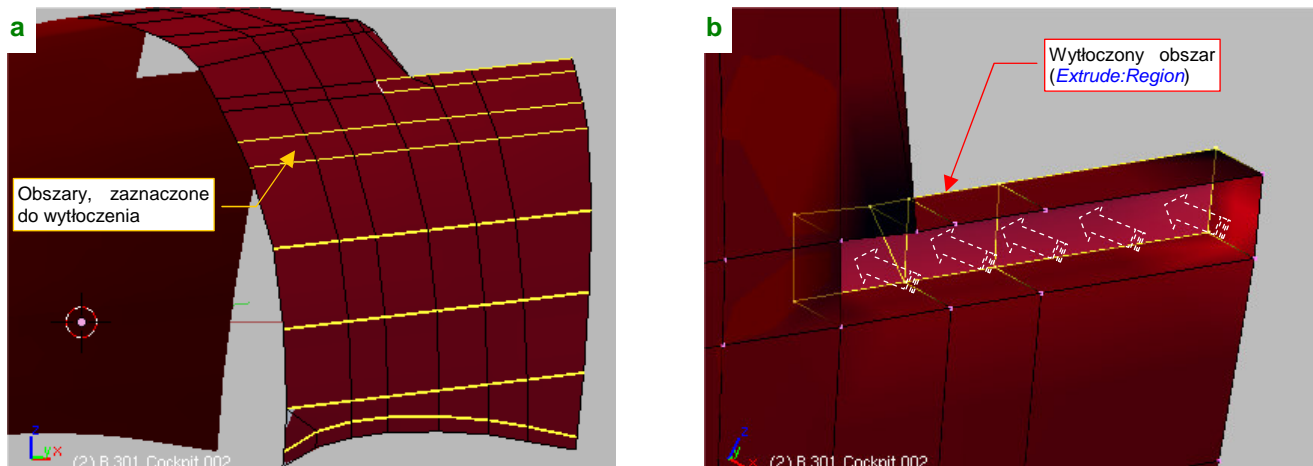 a
b
Wytłoczony obszar
(Extrude:Region)
Obszary, zaznaczone
do wytłoczenia
z
y x
(2) B.301.Cockpit.002
z
x
(2) B.301.Cockpit.002